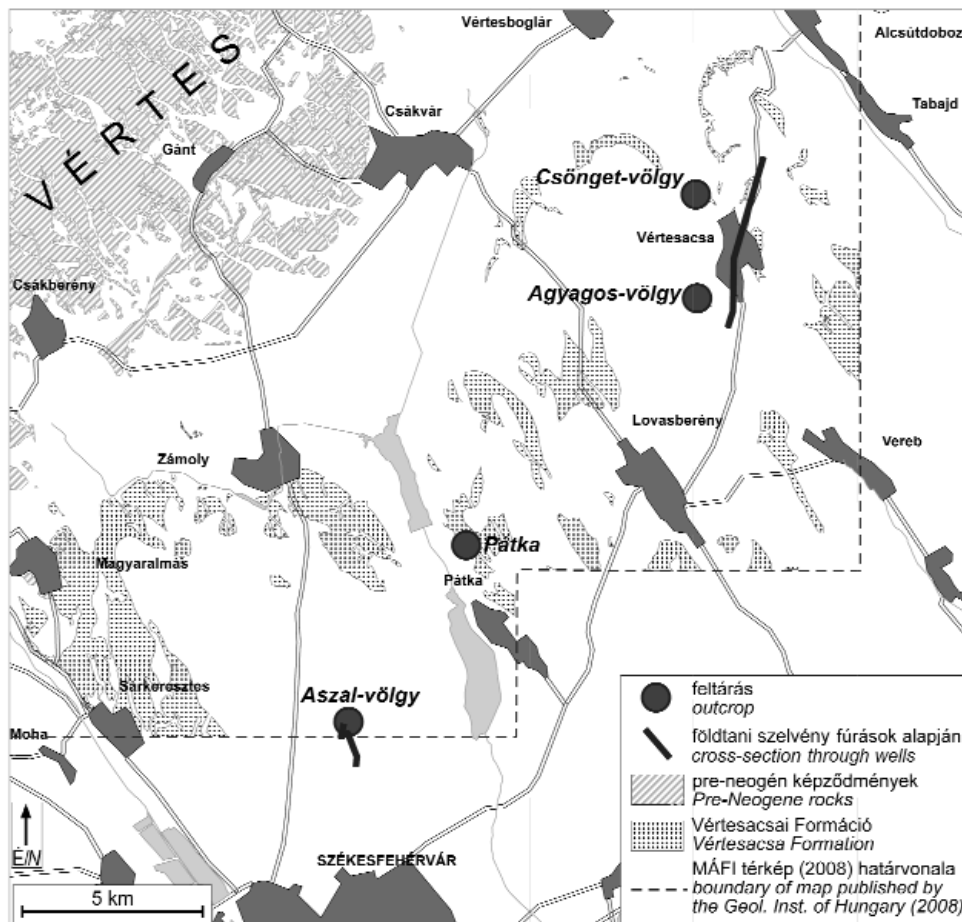 Vértesboglár
Alcsútdoboz
Tabajd
VÉRTES
Csákvár
Gánt
Csönget-völgy
Vértesacsa
Csákberény
Agyagos-völgy
Lovasberény
Vereb
Zámoly
Pátka
Magyaralmás
Pátka
Sárkeresztes
Aszal-völgy
Moha
SZÉKESFEHÉRVÁR
É/N
5 km
feltárás
outcrop
földtani szelvény fúrások alapján
cross-section through wells
pre-neogén képződmények
Pre-Neogene rocks
Vértesacsai Formáció
Vértesacsa Formation
MÁFI térkép (2008) határvonala
boundary of map published by
the Geol. Inst. of Hungary (2008)